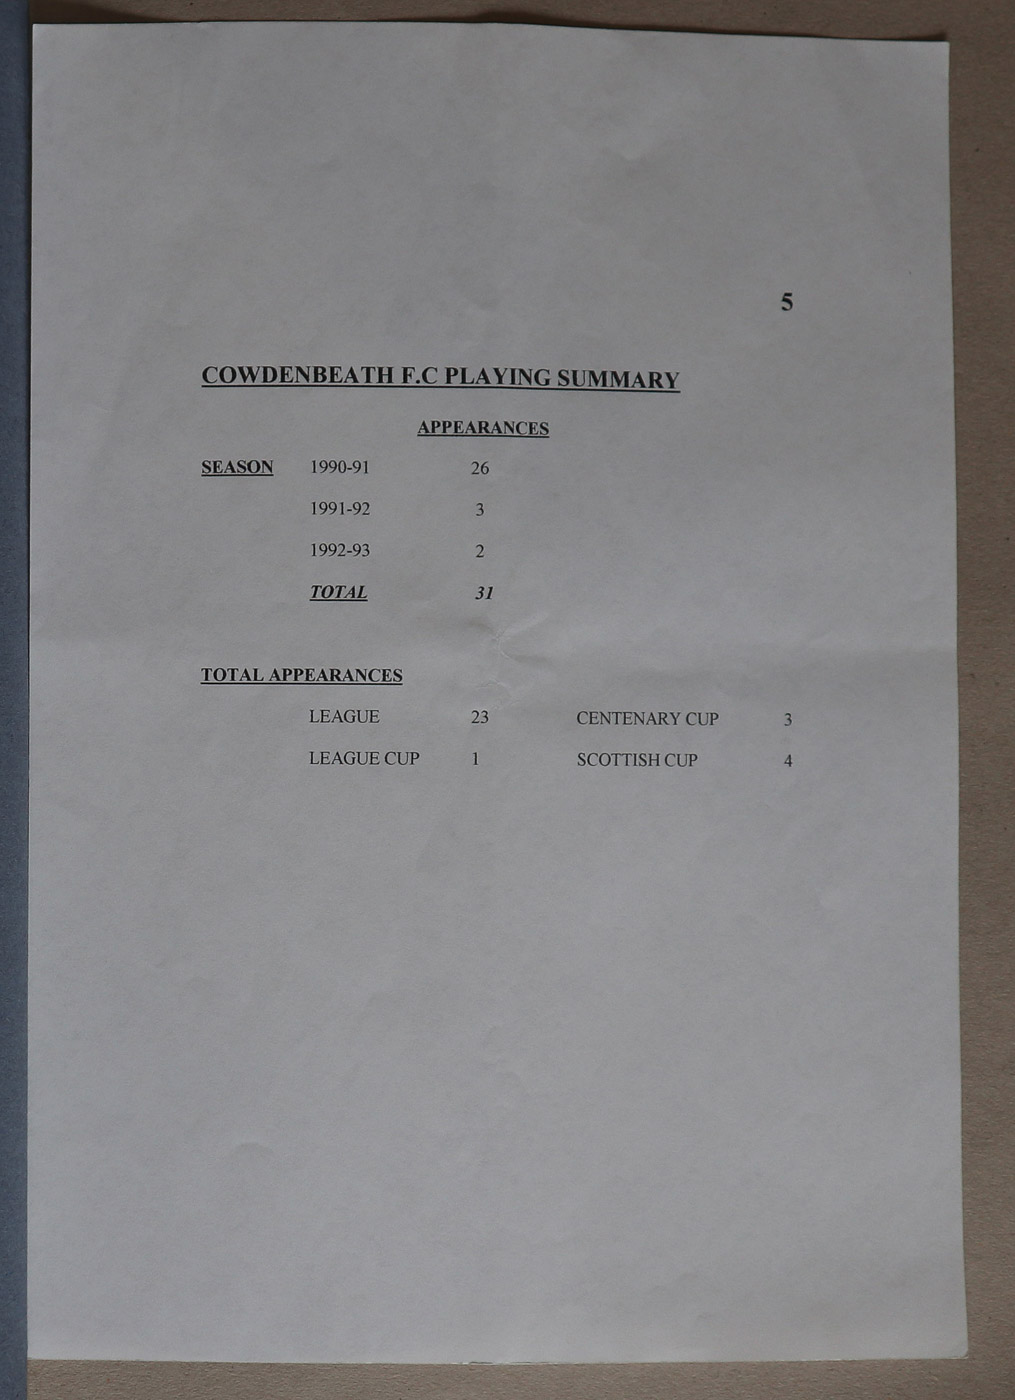 5
COWDENBEATH F.C PLAYING SUMMARY
APPEARANCES
SEASON 1990-91 26
1991-92 3
1992-93 2
TOTAL 31
TOTAL APPEARANCES
LEAGUE 23 CENTENARY CUP 3
LEAGUE CUP 1 SCOTTISH CUP 4